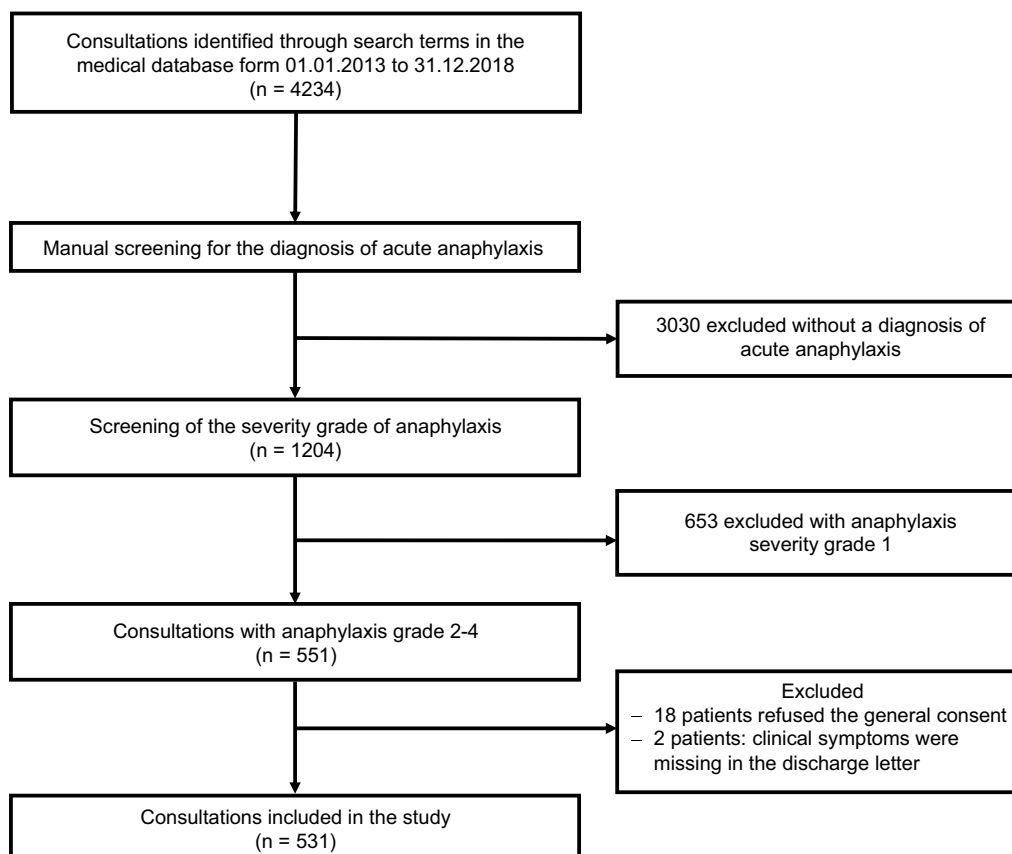 Consultations identified through search terms in the
medical database form 01.01.2013 to 31.12.2018
(n = 4234)
Manual screening for the diagnosis of acute anaphylaxis
3030 excluded without a diagnosis of
acute anaphylaxis
Screening of the severity grade of anaphylaxis
(n = 1204)
653 excluded with anaphylaxis
severity grade 1
Consultations with anaphylaxis grade 2-4
(n = 551)
Excluded
– 18 patients refused the general consent
– 2 patients: clinical symptoms were
missing in the discharge letter
Consultations included in the study
(n = 531)